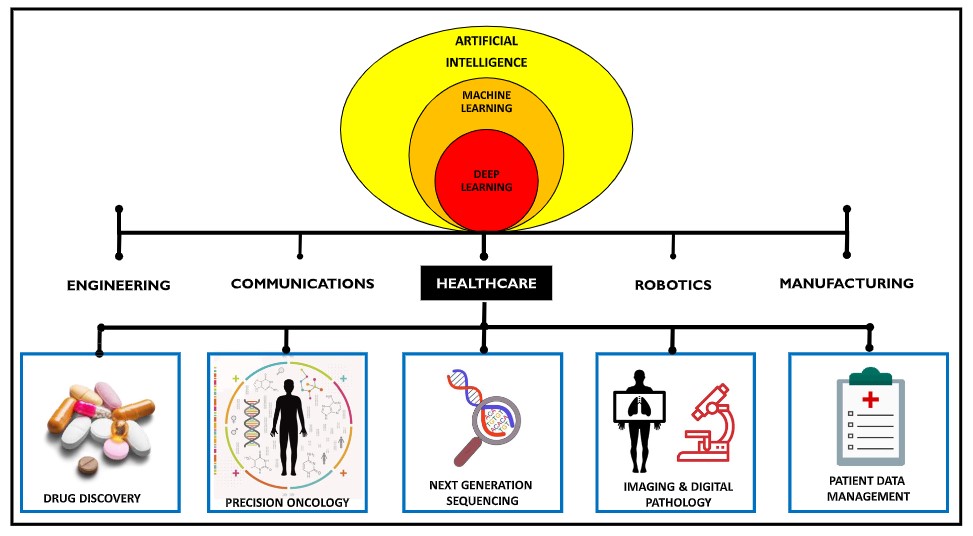 ARTIFICIAL
INTELLIGENCE
MACHINE
LEARNING
DEEP
LEARNING
ENGINEERING
COMMUNICATIONS
HEALTHCARE
ROBOTICS
MANUFACTURING
DRUG DISCOVERY
PRECISION ONCOLOGY
NEXT GENERATION
SEQUENCING
IMAGING & DIGITAL
PATHOLOGY
PATIENT DATA
MANAGEMENT